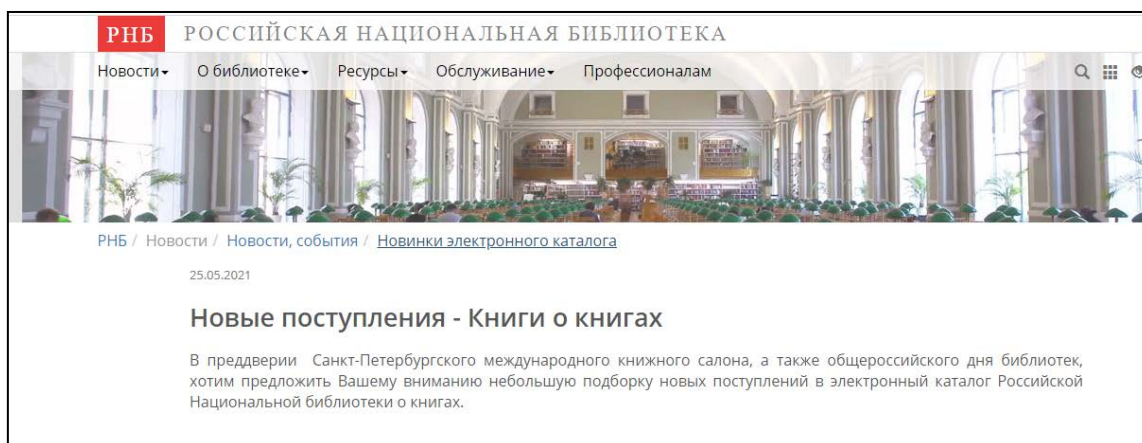 РНБ РОССИЙСКАЯ НАЦИОНАЛЬНАЯ БИБЛИОТЕКА
Новости О библиотеке Ресурсы Обслуживание Профессионалам
РНБ / Новости / Новости, события / Новинки электронного каталога
25.05.2021
Новые поступления - Книги о книгах
В преддверии Санкт-Петербургского международного книжного салона, а также общероссийского дня библиотек,
хотим предложить Вашему вниманию небольшую подборку новых поступлений в электронный каталог Российской
Национальной библиотеки о книгах.